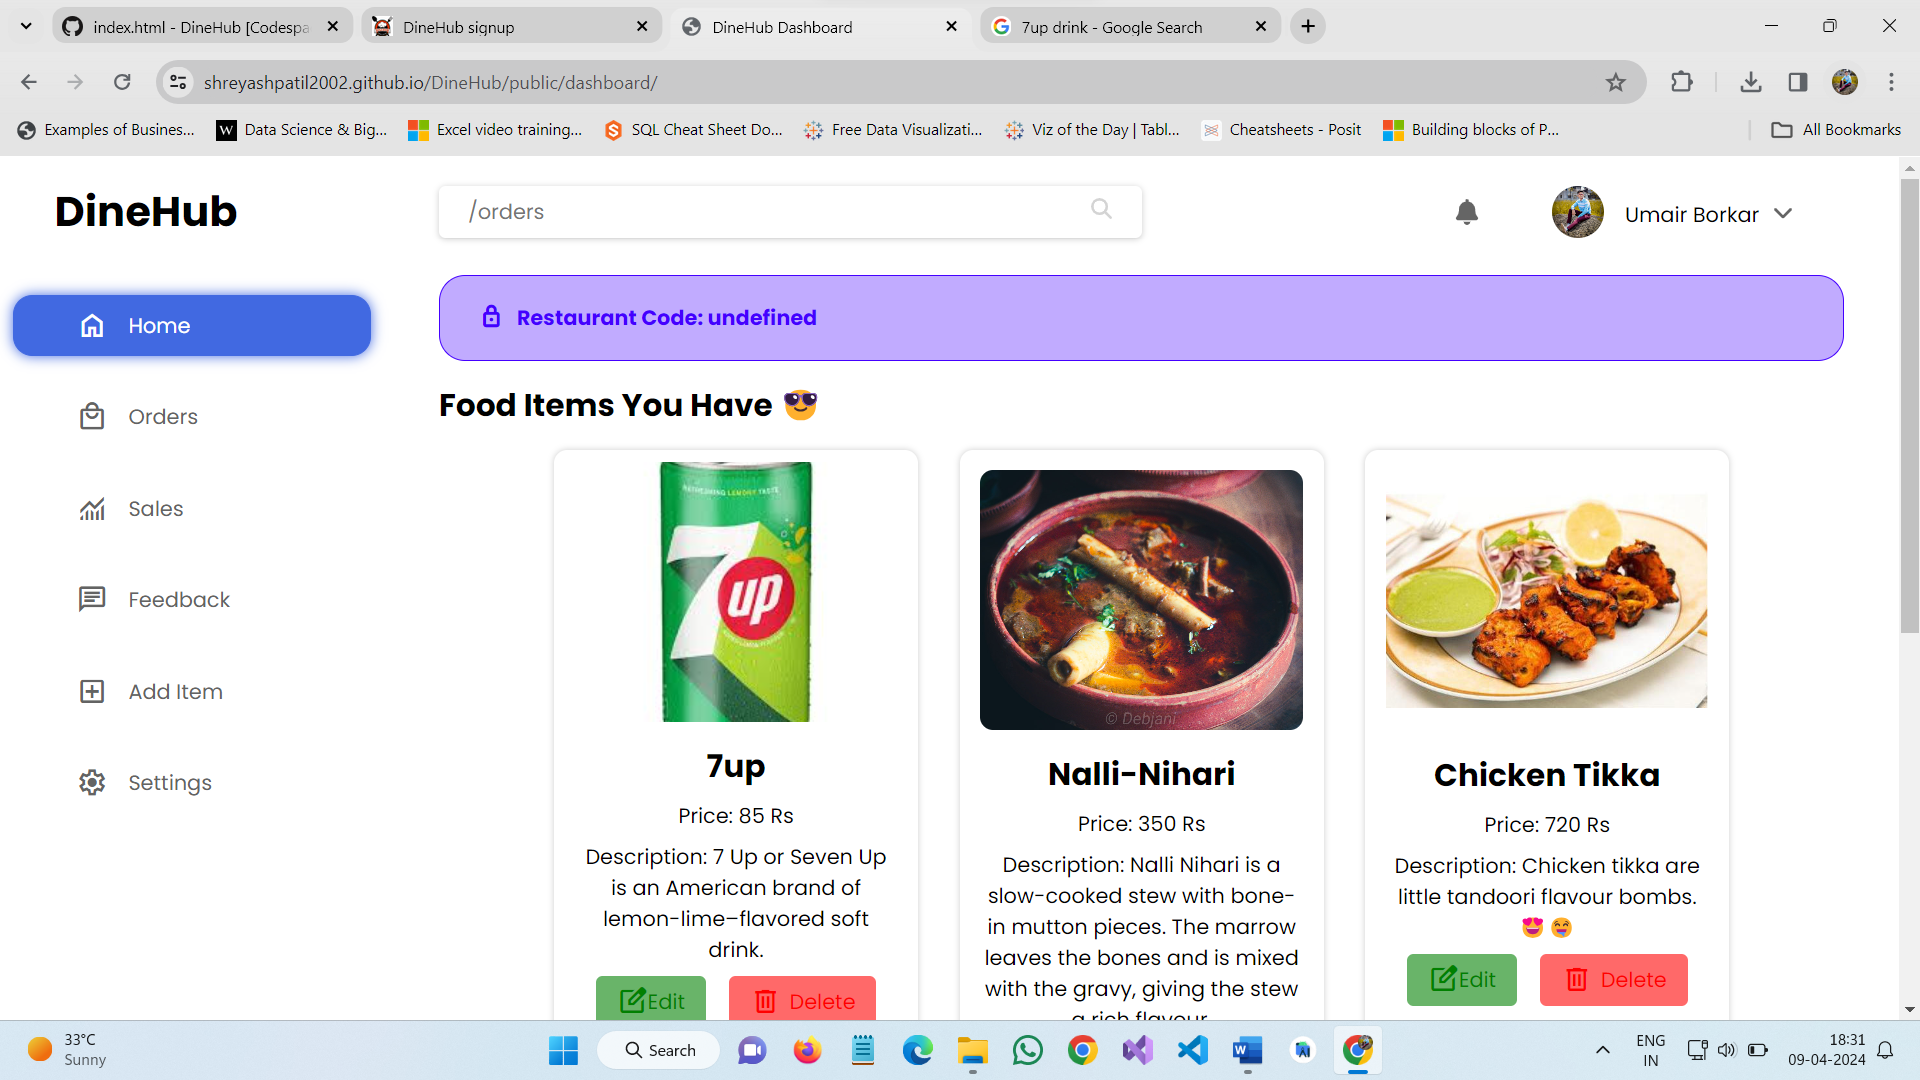 index.html - DineHub [Codespa
DineHub signup
DineHub Dashboard
7up drink - Google Search
shreyashpatil2002.github.io/DineHub/public/dashboard/
Examples of Busines...
W
Data Science & Big...
Excel video training...
SQL Cheat Sheet Do...
Free Data Visualizati...
Viz of the Day | Tabl...
Cheatsheets - Posit
Building blocks of P...
All Bookmarks
DineHub
/orders
Umair Borkar
Home
Orders
Sales
Feedback
Add Item
Settings
Restaurant Code: undefined
Food Items You Have 😎
REFRESHING LEMONY TASTE
7up
7up
Price: 85 Rs
Description: 7 Up or Seven Up
is an American brand of
lemon-lime–flavored soft
drink.
Edit
Delete
© Debjani
Nalli-Nihari
Price: 350 Rs
Description: Nalli Nihari is a
slow-cooked stew with bone-
in mutton pieces. The marrow
leaves the bones and is mixed
with the gravy, giving the stew
a rich flavour
Chicken Tikka
Price: 720 Rs
Description: Chicken tikka are
little tandoori flavour bombs.
😍 🤤
Edit
Delete
33°C
Sunny
Search
ENG
IN
18:31
09-04-2024